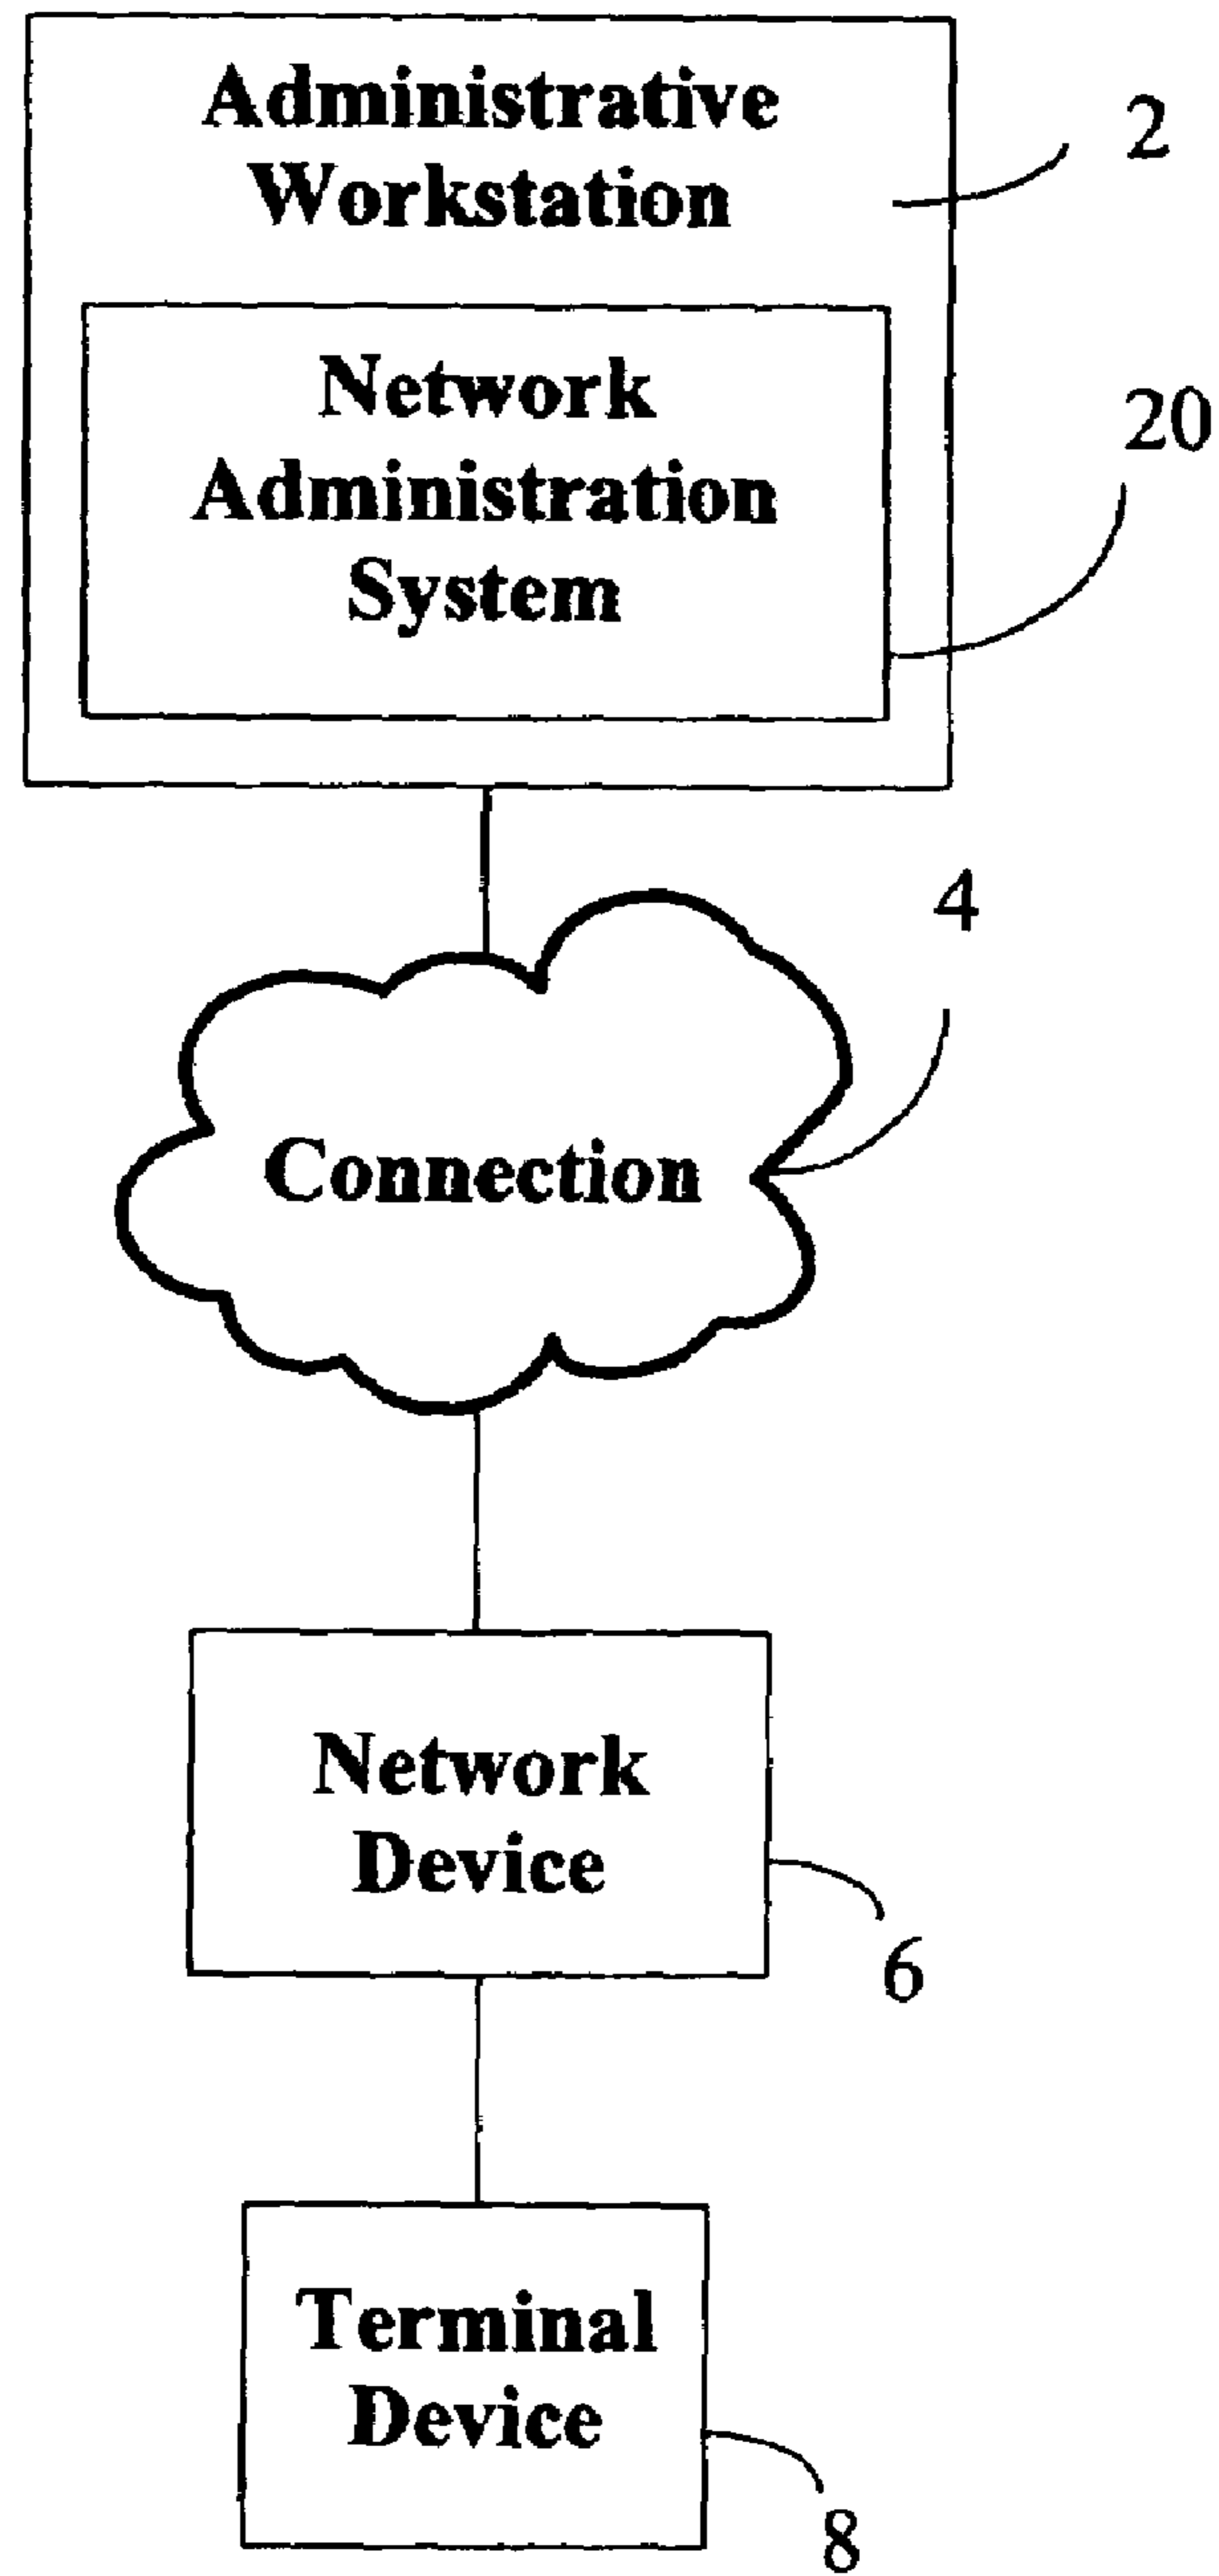 Administrative
Workstation
2
Network
Administration
System
20
4
Connection
Network
Device
6
Terminal
Device
8